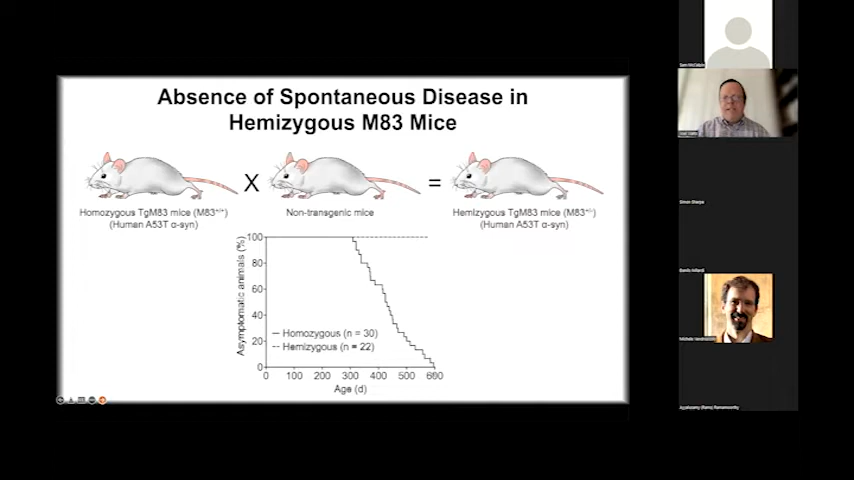 Absence of Spontaneous Disease in
Hemizygous M83 Mice
X
=
Homozygous TgM83 mice (M83+/+)
(Human A53T α-syn)
Non-transgenic mice
Hemizygous TgM83 mice (M83+/-)
(Human A53T α-syn)
Asymptomatic animals (%)
100
80
60
40
20
0
Homozygous (n = 30)
Hemizygous (n = 22)
0 100 200 300 400 500 600
Age (d)
Simon Sharpe